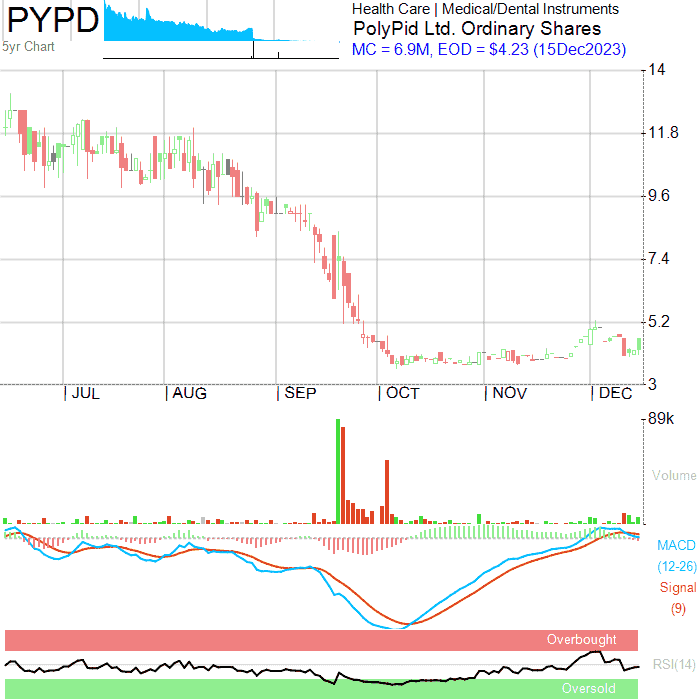 PYPD
5yr Chart
Health Care | Medical/Dental Instruments
PolyPid Ltd. Ordinary Shares
MC = 6.9M, EOD = $4.23 (15Dec2023)
14
11.8
9.6
7.4
5.2
3
JUL
AUG
SEP
OCT
NOV
DEC
89k
Volume
MACD
(12-26)
Signal
(9)
Overbought
RSI(14)
Oversold